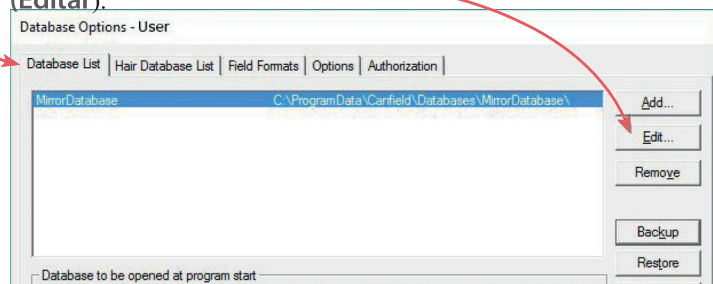 (Editar).
Database Options - User
Database List | Hair Database List | Field Formats | Options | Authorization
MirrorDatabase C:\ProgramData\Canfield\Databases\MirrorDatabase\
Add...
Edit...
Remove
Backup
Restore
Database to be opened at program start